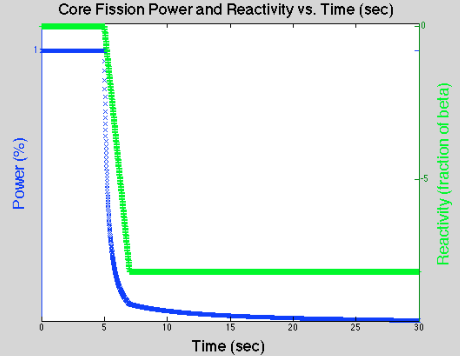 Core Fission Power and Reactivity vs. Time (sec)
0
1
Power (%)
-5
Reactivity (fraction of beta)
0 5 10 15 20 25 30
Time (sec)